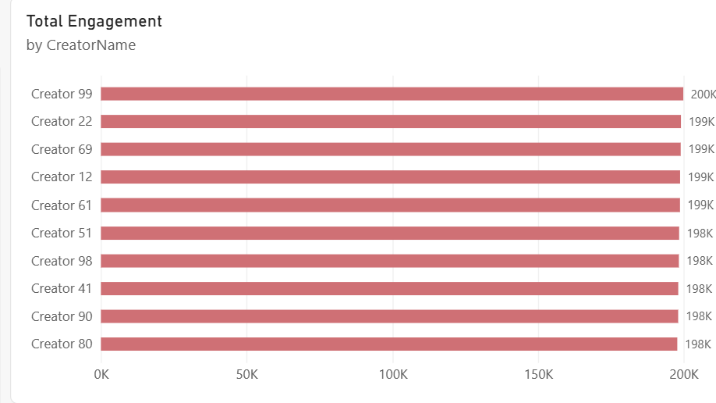 Total Engagement
by CreatorName
Creator 99 200K
Creator 22 199K
Creator 69 199K
Creator 12 199K
Creator 61 199K
Creator 51 198K
Creator 98 198K
Creator 41 198K
Creator 90 198K
Creator 80 198K
0K 50K 100K 150K 200K